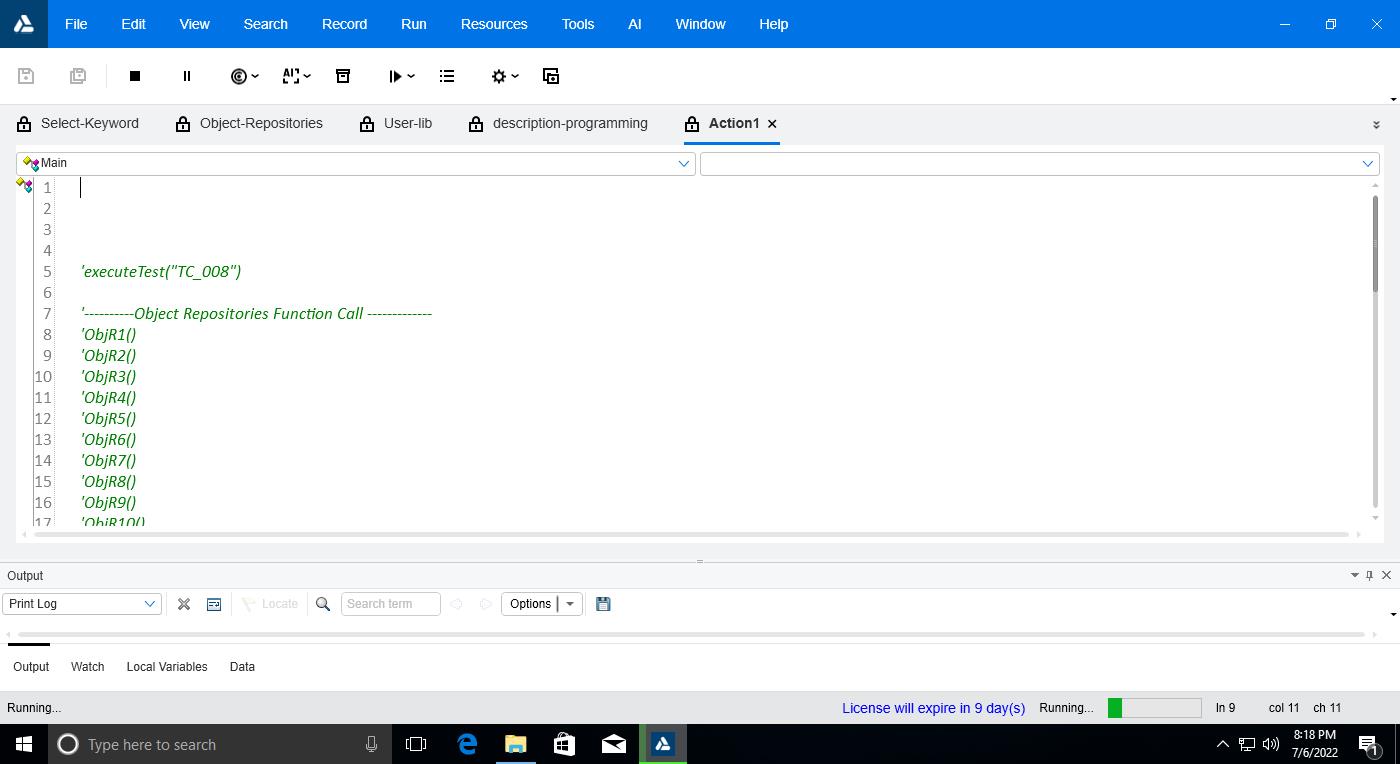 File Edit View Search Record Run Resources Tools AI Window Help
AI
Select-Keyword Object-Repositories User-lib description-programming Action1
Main
1
2
3
4
5 'executeTest("TC_008")
6
7 '----------Object Repositories Function Call -------------
8 'ObjR1()
9 'ObjR2()
10 'ObjR3()
11 'ObjR4()
12 'ObjR5()
13 'ObjR6()
14 'ObjR7()
15 'ObjR8()
16 'ObjR9()
17 'ObjR10()
Output
Print Log Locate Search term Options
Output Watch Local Variables Data
Running... License will expire in 9 day(s) Running... ln 9 col 11 ch 11
Type here to search 8:18 PM
7/6/2022
1